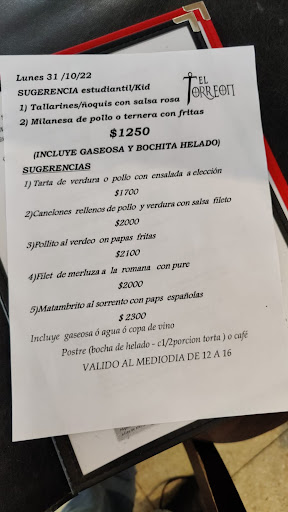 Lunes 31 /10/22
EL
TORREON
SUGERENCIA estudiantil/Kid
1) Tallarines/ñoquis con salsa rosa
2) Milanesa de pollo o ternera con fritas
$1250
(INCLUYE GASEOSA Y BOCHITA HELADO)
SUGERENCIAS
1) Tarta de verdura o pollo con ensalada a elección
$1700
2)Canelones rellenos de pollo y verdura con salsa fileto
$2000
3)Pollito al verdeo on papas fritas
$2100
4)Filet de merluza a la romana con pure
$2000
5)Matambrito al sorrento con paps españolas
$ 2300
Incluye gaseosa ó agua ó copa de vino
Postre (bocha de helado - c1/2porcion torta ) o café
VALIDO AL MEDIODIA DE 12 A 16